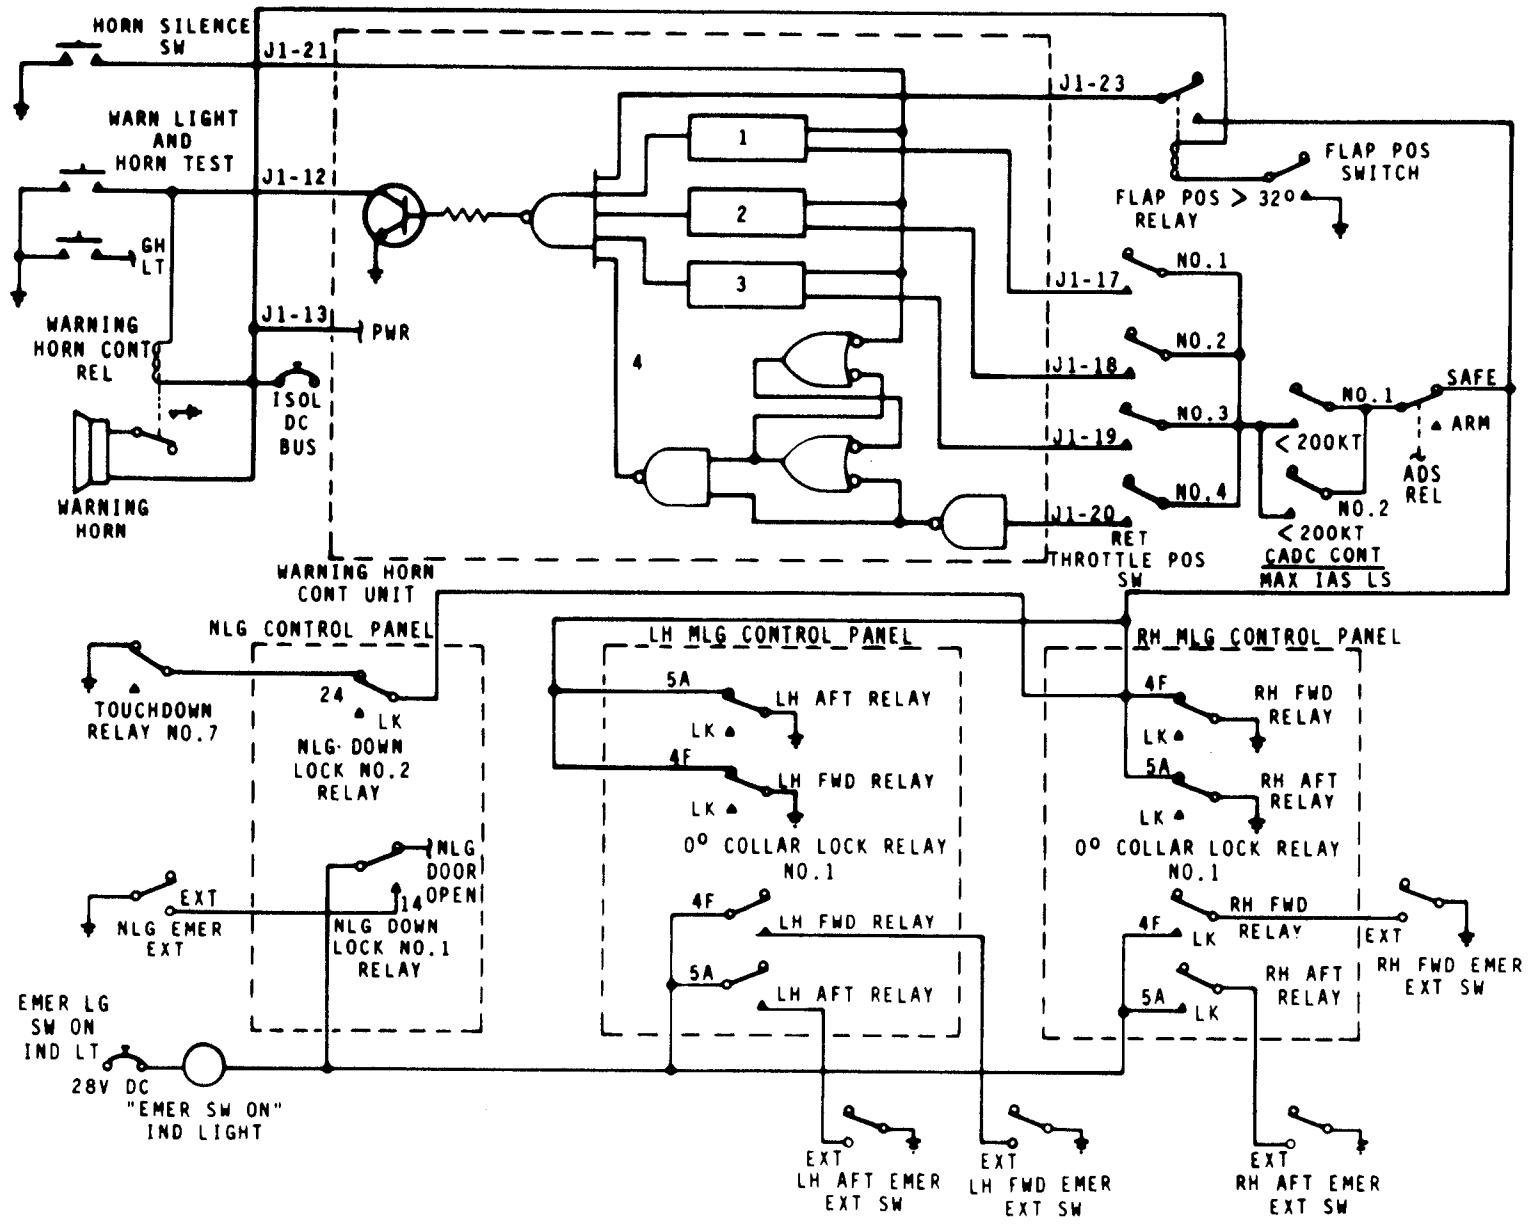 HORN SILENCE
SW
J1-21
J1-23
WARN LIGHT
AND
HORN TEST
J1-12
1
2
3
4
FLAP POS
SWITCH
FLAP POS > 32°
RELAY
GH
LT
J1-13
PWR
WARNING
HORN CONT
REL
ISOL
DC
BUS
WARNING
HORN
NO.1
J1-17
NO.2
J1-18
NO.3
J1-19
NO.4
J1-20
RET
THROTTLE POS
SW
NO.1
SAFE
ARM
<200KT
ADS
REL
NO.2
<200KT
CADC CONT
MAX IAS LS
WARNING HORN
CONT UNIT
NLG CONTROL PANEL
LH MLG CONTROL PANEL
RH MLG CONTROL PANEL
TOUCHDOWN
RELAY NO.7
24
LK
NLG DOWN
LOCK NO.2
RELAY
5A
LH AFT RELAY
LK
4F
LH FWD RELAY
LK
0° COLLAR LOCK RELAY
NO.1
4F
RH FWD
RELAY
LK
5A
RH AFT
RELAY
LK
0° COLLAR LOCK RELAY
NO.1
NLG
DOOR
OPEN
EXT
14
NLG EMER
EXT
NLG DOWN
LOCK NO.1
RELAY
4F
LH FWD RELAY
5A
LH AFT RELAY
RH FWD
RELAY
4F
LK
EXT
RH FWD EMER
EXT SW
RH AFT
RELAY
5A
LK
EMER LG
SW ON
IND LT
28V DC
"EMER SW ON"
IND LIGHT
EXT
LH AFT EMER
EXT SW
EXT
LH FWD EMER
EXT SW
EXT
RH AFT EMER
EXT SW